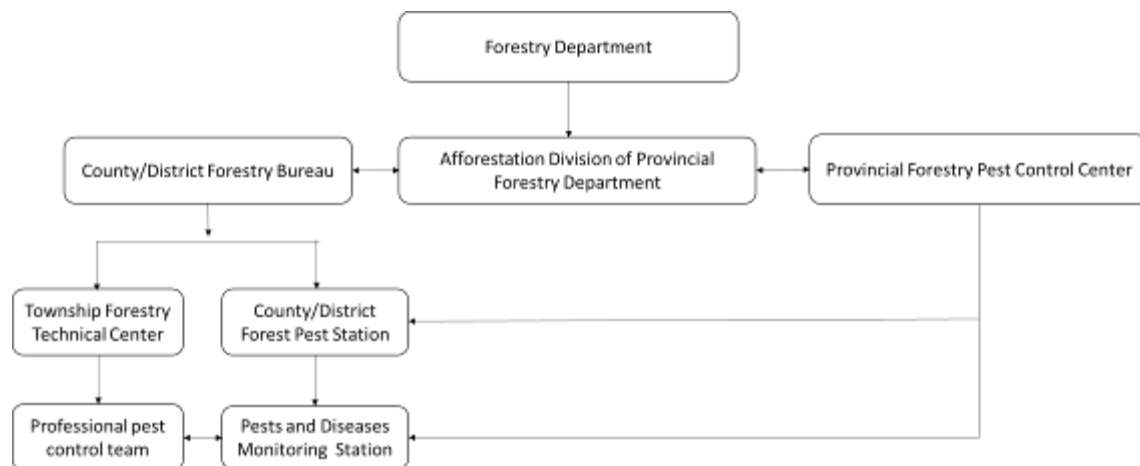 Forestry Department
County/District Forestry Bureau
Afforestation Division of Provincial
Forestry Department
Provincial Forestry Pest Control Center
Township Forestry
Technical Center
County/District
Forest Pest Station
Professional pest
control team
Pests and Diseases
Monitoring Station